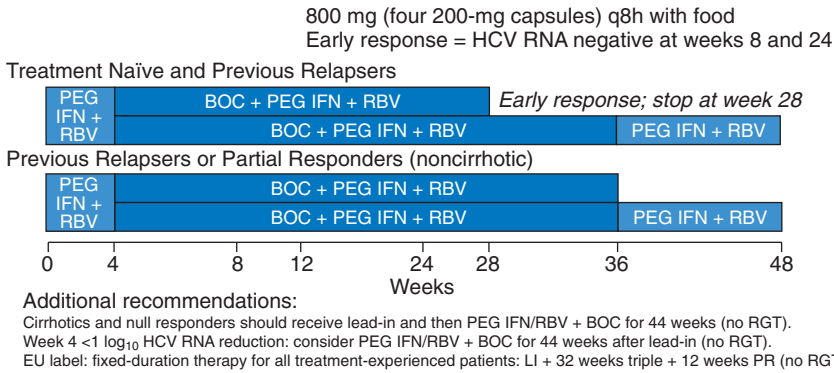 800 mg (four 200-mg capsules) q8h with food
Early response = HCV RNA negative at weeks 8 and 24
Treatment Naïve and Previous Relapsers
PEG
IFN +
RBV
BOC + PEG IFN + RBV
Early response; stop at week 28
BOC + PEG IFN + RBV
PEG IFN + RBV
Previous Relapsers or Partial Responders (noncirrhotic)
PEG
IFN +
RBV
BOC + PEG IFN + RBV
BOC + PEG IFN + RBV
PEG IFN + RBV
0 4 8 12 24 28 36 48
Weeks
Additional recommendations:
Cirrhotics and null responders should receive lead-in and then PEG IFN/RBV + BOC for 44 weeks (no RGT).
Week 4 <1 log10 HCV RNA reduction: consider PEG IFN/RBV + BOC for 44 weeks after lead-in (no RGT).
EU label: fixed-duration therapy for all treatment-experienced patients: LI + 32 weeks triple + 12 weeks PR (no RGT